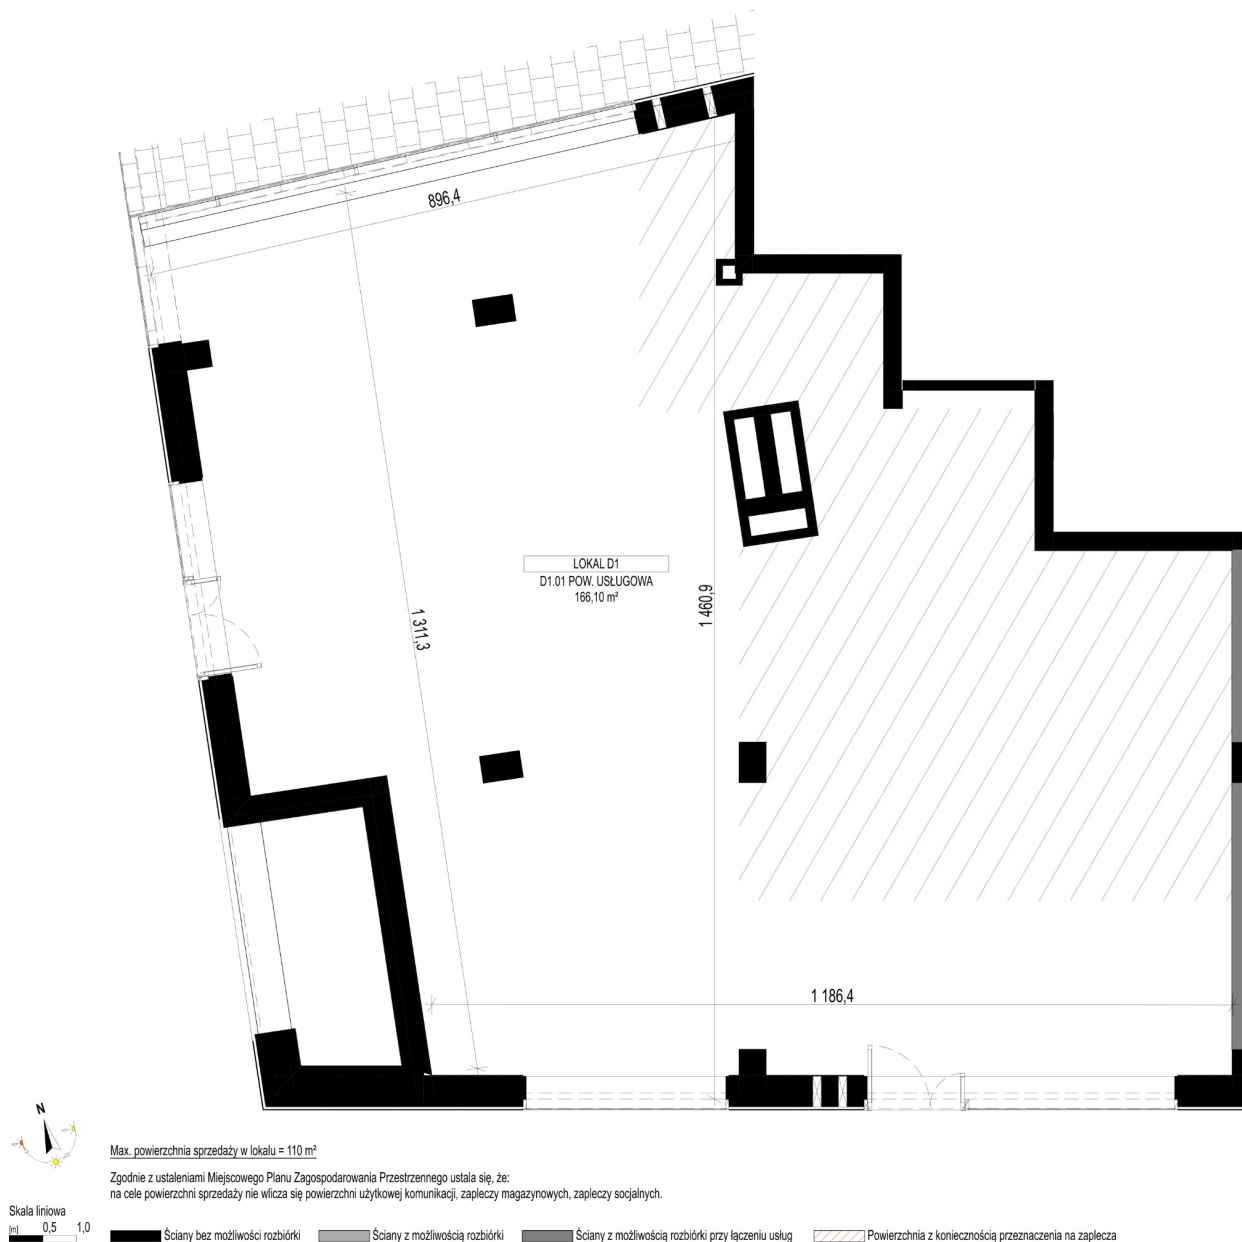 896,4
LOKAL D1
D1.01 POW. USŁUGOWA
166,10 m²
1 311,3
1 460,9
1 186,4
N
Max. powierzchnia sprzedaży w lokalu = 110 m²
Zgodnie z ustaleniami Miejscowego Planu Zagospodarowania Przestrzennego ustala się, że:
na cele powierzchni sprzedaży nie wlicza się powierzchni użytkowej komunikacji, zapleczy magazynowych, zapleczy socjalnych.
Skala liniowa
[m] 0,5 1,0
Ściany bez możliwości rozbiórki Ściany z możliwością rozbiórki Ściany z możliwością rozbiórki przy łączeniu usług Powierzchnia z koniecznością przeznaczenia na zaplecza